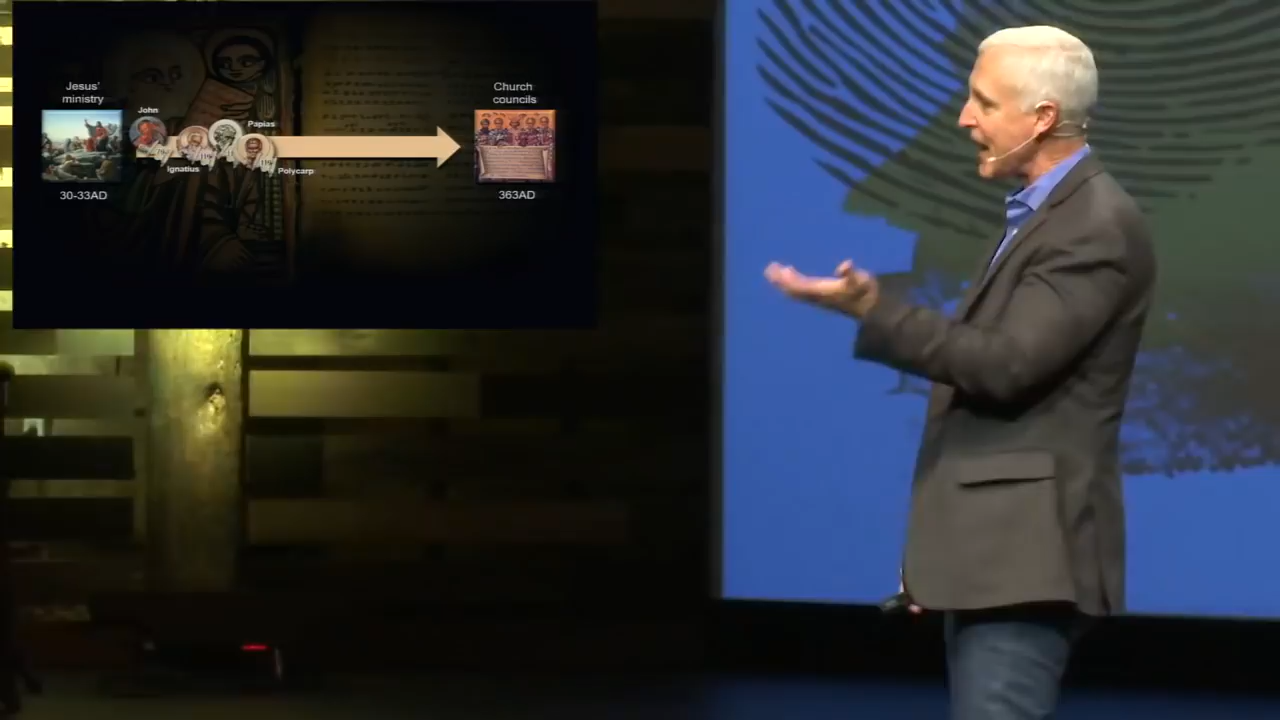 Jesus'
ministry
30-33AD
John
Ignatius
Papias
Polycarp
Church
councils
363AD